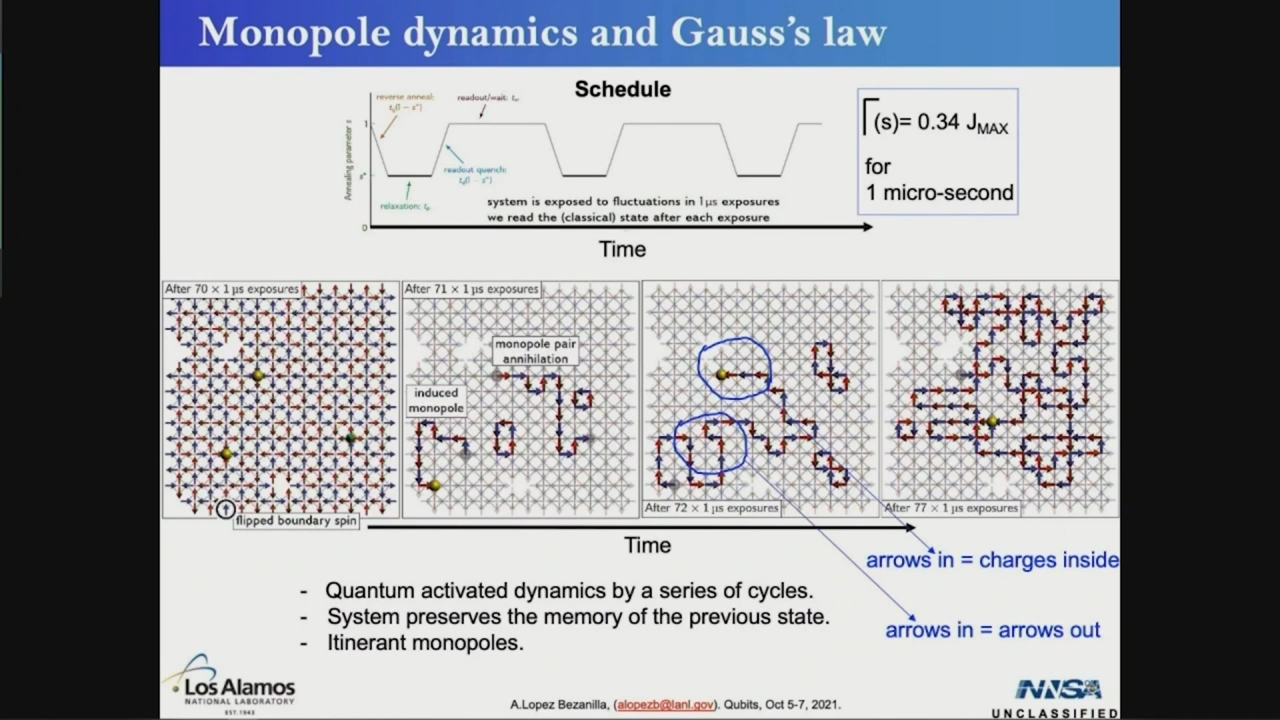 Monopole dynamics and Gauss's law
Schedule
reverse anneal:
readout/wait:
Annealing parameter s
1
s*
0
readout quench:
relaxation:
system is exposed to fluctuations in 1μs exposures
we read the (classical) state after each exposure
Time
Γ(s)= 0.34 JMAX
for
1 micro-second
After 70 × 1 μs exposures
flipped boundary spin
After 71 × 1 μs exposures
monopole pair
annihilation
induced
monopole
After 72 × 1 μs exposures
After 77 × 1 μs exposures
Time
arrows in = charges inside
arrows in = arrows out
- Quantum activated dynamics by a series of cycles.
- System preserves the memory of the previous state.
- Itinerant monopoles.
Los Alamos
NATIONAL LABORATORY
EST.1943
A.Lopez Bezanilla, (alopezb@lanl.gov). Qubits, Oct 5-7, 2021.
NNSA
UNCLASSIFIED